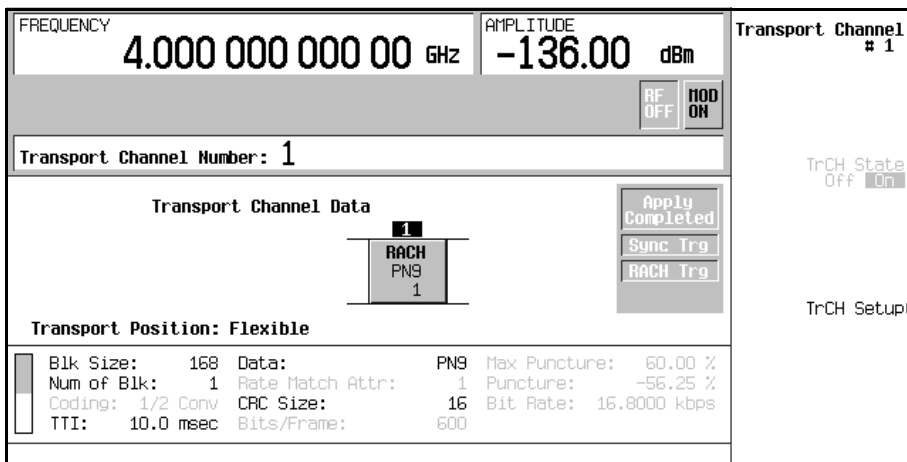 FREQUENCY
4.000 000 000 00 GHz
AMPLITUDE
-136.00 dBm
RF OFF
MOD ON
Transport Channel Number: 1
Transport Channel Data
1
RACH
PN9
1
Apply
Completed
Sync Trg
RACH Trg
Transport Position: Flexible
Blk Size: 168 Data: PN9 Max Puncture: 60.00 %
Num of Blk: 1 Rate Match Attr: 1 Puncture: -56.25 %
Coding: 1/2 Conv CRC Size: 16 Bit Rate: 16.8000 kbps
TTI: 10.0 msec Bits/Frame: 600
Transport Channel
# 1
TrCH State
Off On
TrCH Setup